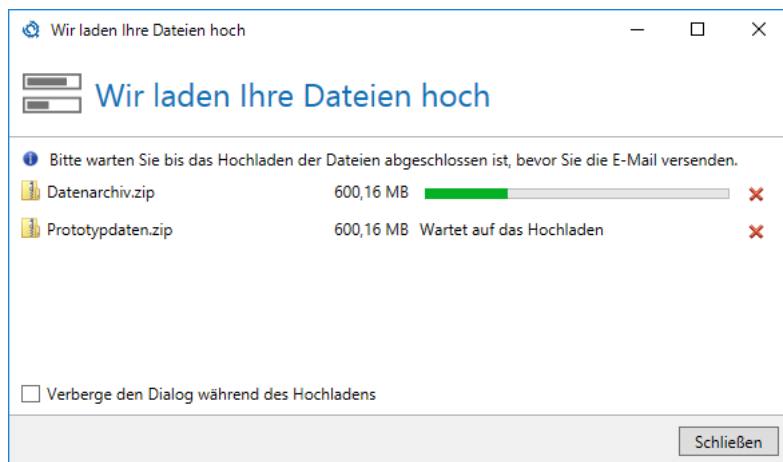 Wir laden Ihre Dateien hoch
Wir laden Ihre Dateien hoch
Bitte warten Sie bis das Hochladen der Dateien abgeschlossen ist, bevor Sie die E-Mail versenden.
Datenarchiv.zip 600,16 MB
Prototypdaten.zip 600,16 MB Wartet auf das Hochladen
Verberge den Dialog während des Hochladens
Schließen